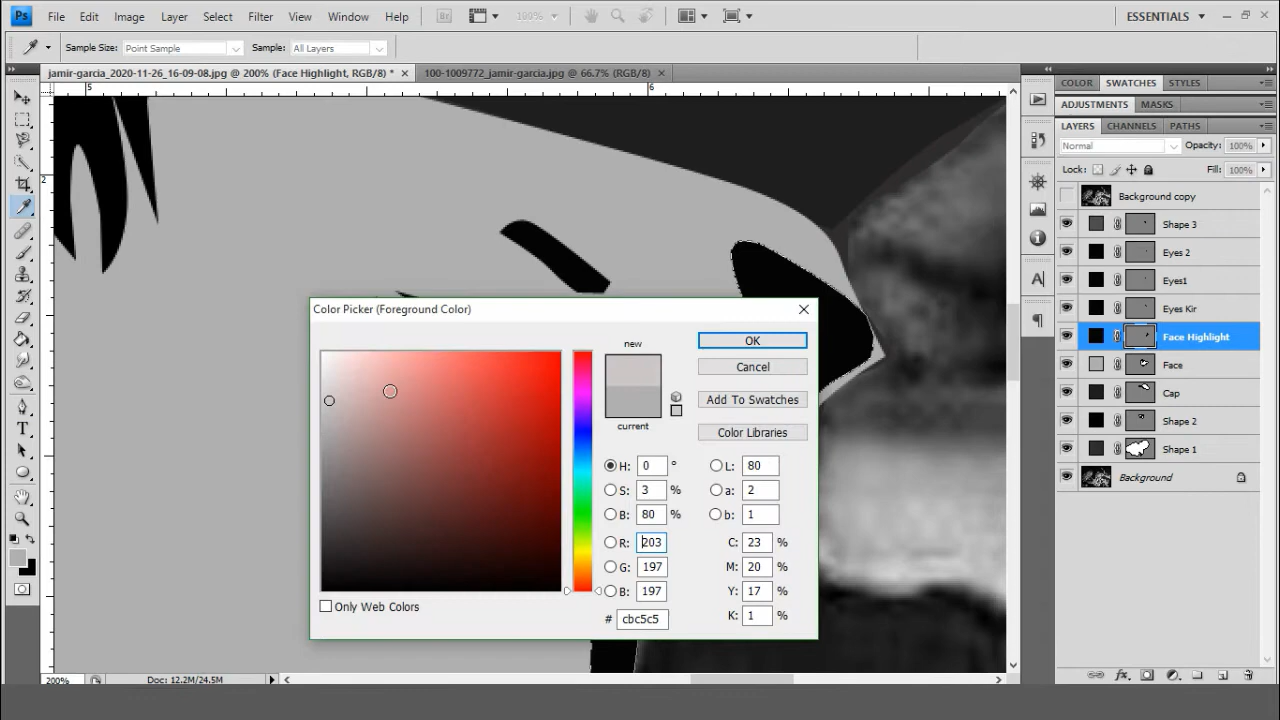 Ps File Edit Image Layer Select Filter View Window Help Br 100% ESSENTIALS
Sample Size: Point Sample Sample: All Layers
jamir-garcia_2020-11-26_16-09-08.jpg @ 200% (Face Highlight, RGB/8) * 100-1009772_jamir-garcia.jpg @ 66.7% (RGB/8)
5 6
2
COLOR SWATCHES STYLES
ADJUSTMENTS MASKS
LAYERS CHANNELS PATHS
Normal Opacity: 100%
Lock: Fill: 100%
Background copy
Shape 3
Eyes 2
Eyes1
Eyes Kir
Face Highlight
Face
Cap
Shape 2
Shape 1
Background
Color Picker (Foreground Color)
new
current
OK
Cancel
Add To Swatches
Color Libraries
H: 0 ° L: 80
S: 3 % a: 2
B: 80 % b: 1
R: 203 C: 23 %
G: 197 M: 20 %
B: 197 Y: 17 %
# cbc5c5 K: 1 %
Only Web Colors
200% Doc: 12.2M/24.5M